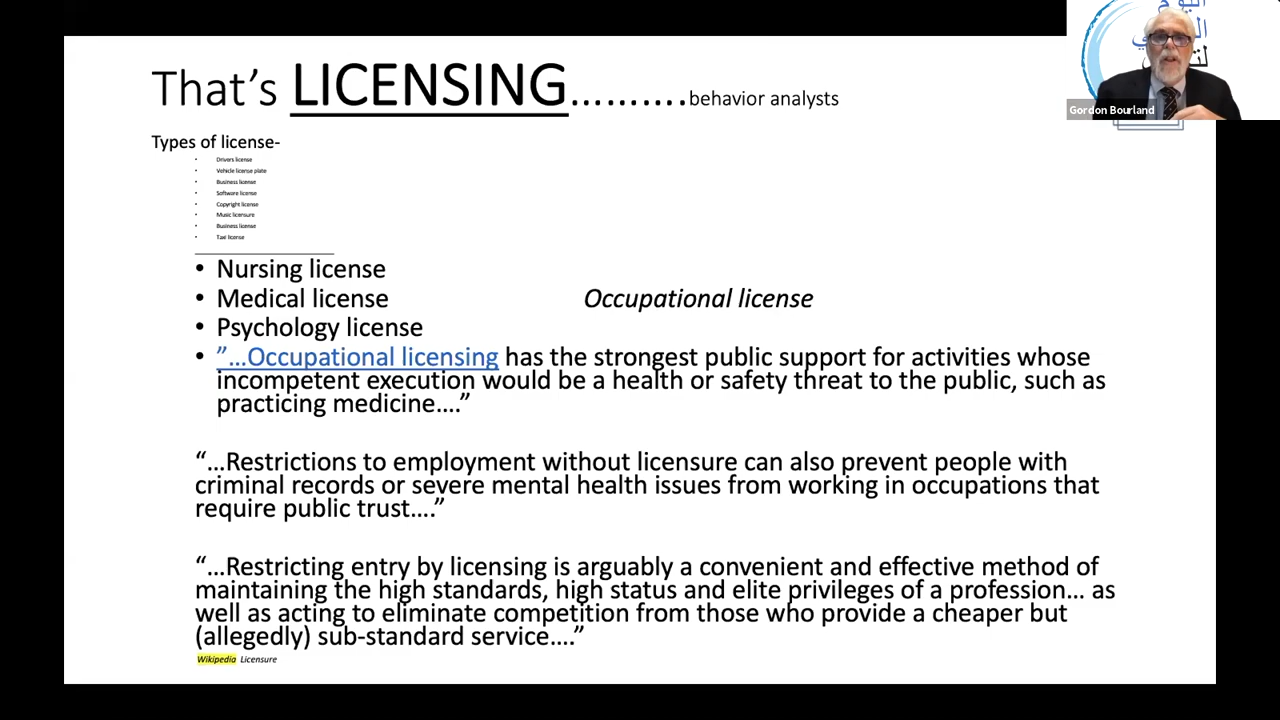 That's LICENSING..........behavior analysts
Gordon Bourland
Types of license-
• Drivers license
• Vehicle license plate
• Business license
• Software license
• Copyright license
• Music licensure
• Business license
• Taxi license
• Nursing license
• Medical license
Occupational license
• Psychology license
• ”...Occupational licensing has the strongest public support for activities whose
incompetent execution would be a health or safety threat to the public, such as
practicing medicine....”
“...Restrictions to employment without licensure can also prevent people with
criminal records or severe mental health issues from working in occupations that
require public trust....”
“...Restricting entry by licensing is arguably a convenient and effective method of
maintaining the high standards, high status and elite privileges of a profession... as
well as acting to eliminate competition from those who provide a cheaper but
(allegedly) sub-standard service....”
Wikipedia Licensure